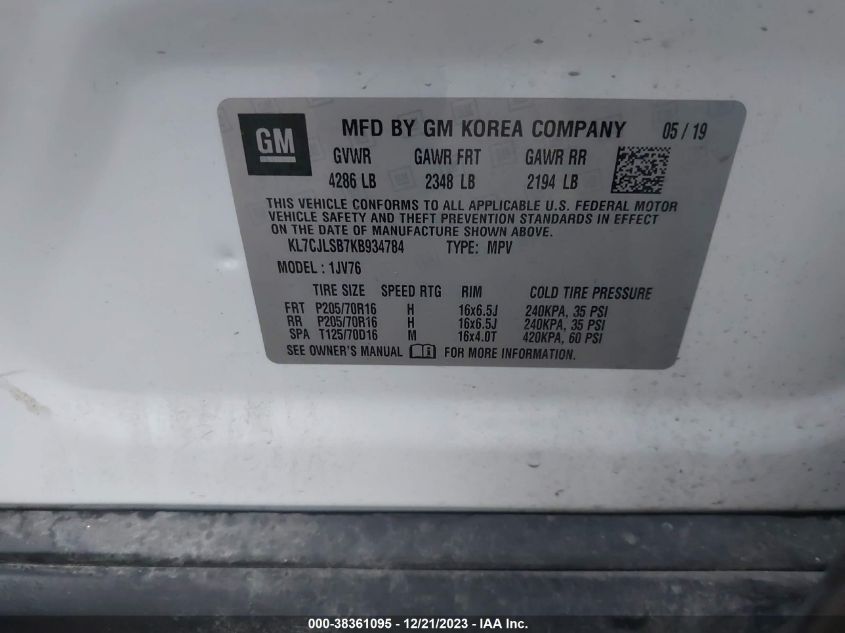 GM MFD BY GM KOREA COMPANY 05 / 19
GVWR GAWR FRT GAWR RR
4286 LB 2348 LB 2194 LB
THIS VEHICLE CONFORMS TO ALL APPLICABLE U.S. FEDERAL MOTOR
VEHICLE SAFETY AND THEFT PREVENTION STANDARDS IN EFFECT
ON THE DATE OF MANUFACTURE SHOWN ABOVE.
KL7CJLSB7KB934784 TYPE: MPV
MODEL : 1JV76
TIRE SIZE SPEED RTG RIM COLD TIRE PRESSURE
FRT P205/70R16 H 16x6.5J 240KPA, 35 PSI
RR P205/70R16 H 16x6.5J 240KPA, 35 PSI
SPA T125/70D16 M 16x4.0T 420KPA, 60 PSI
SEE OWNER'S MANUAL FOR MORE INFORMATION.
000-38361095 - 12/21/2023 - IAA Inc.